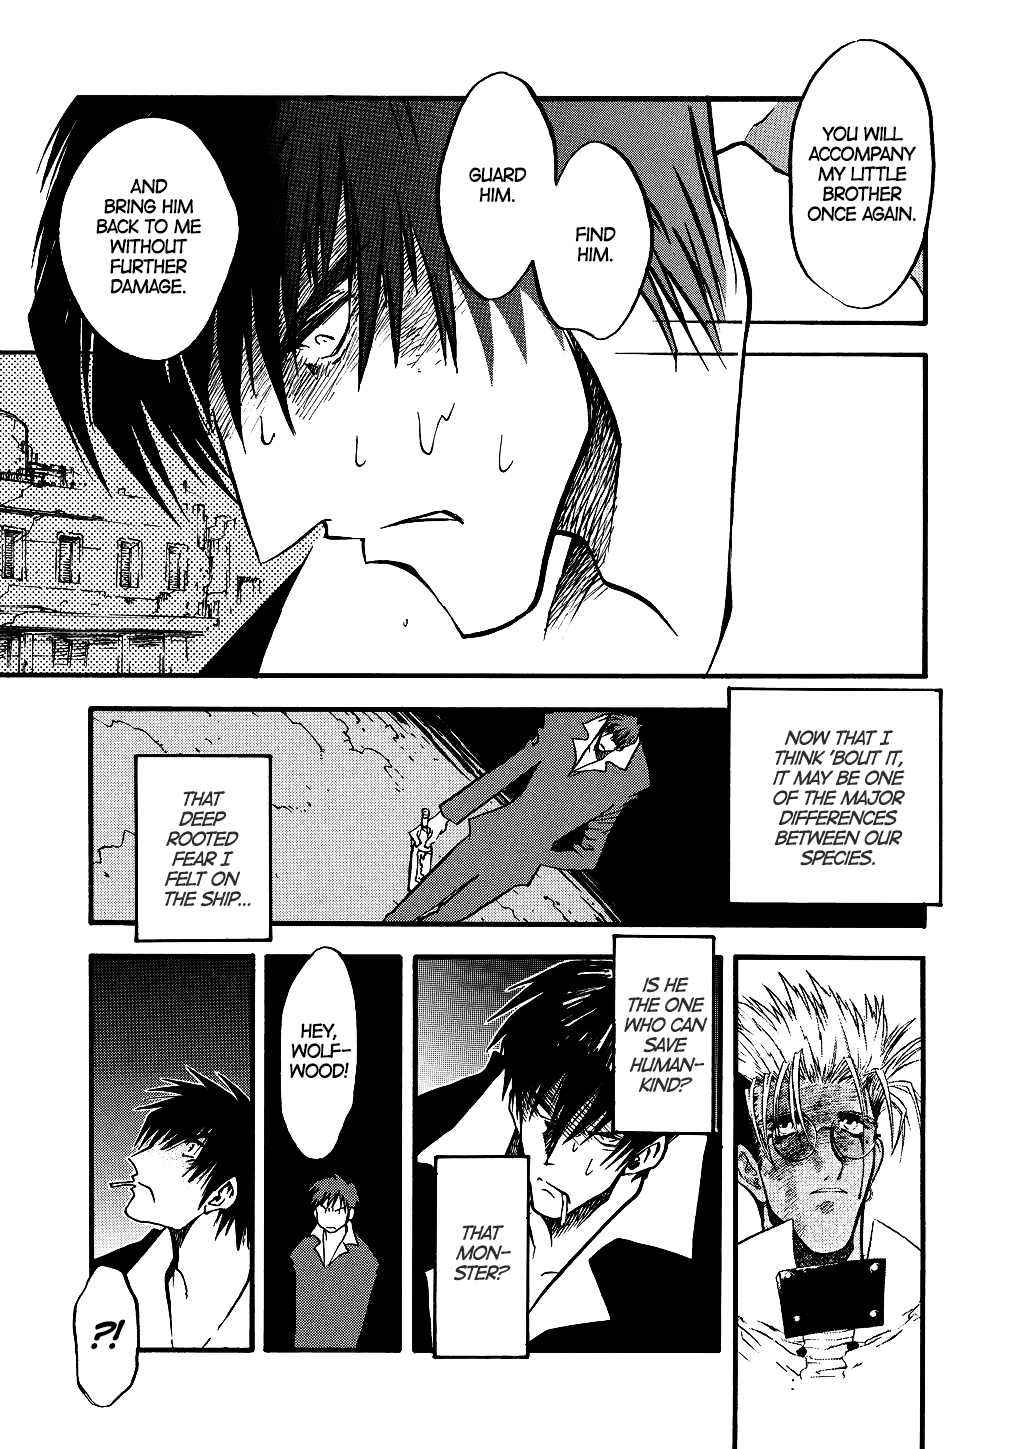 YOU WILL
ACCOMPANY
MY LITTLE
BROTHER
ONCE AGAIN.
FIND
HIM.
GUARD
HIM.
AND
BRING HIM
BACK TO ME
WITHOUT
FURTHER
DAMAGE.
NOW THAT I
THINK 'BOUT IT,
IT MAY BE ONE
OF THE MAJOR
DIFFERENCES
BETWEEN OUR
SPECIES.
THAT
DEEP
ROOTED
FEAR I
FELT ON
THE SHIP...
IS HE
THE ONE
WHO CAN
SAVE
HUMAN-
KIND?
THAT
MON-
STER?
HEY,
WOLF-
WOOD!
?!